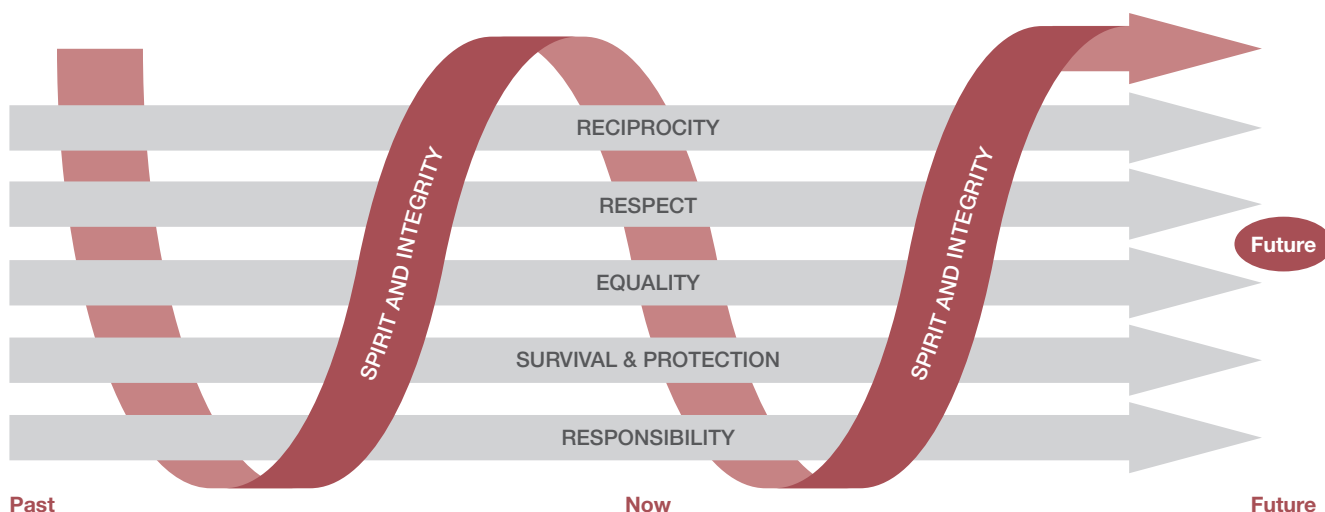 RECIPROCITY
RESPECT
EQUALITY
SURVIVAL & PROTECTION
RESPONSIBILITY
SPIRIT AND INTEGRITY
SPIRIT AND INTEGRITY
Future
Past
Now
Future